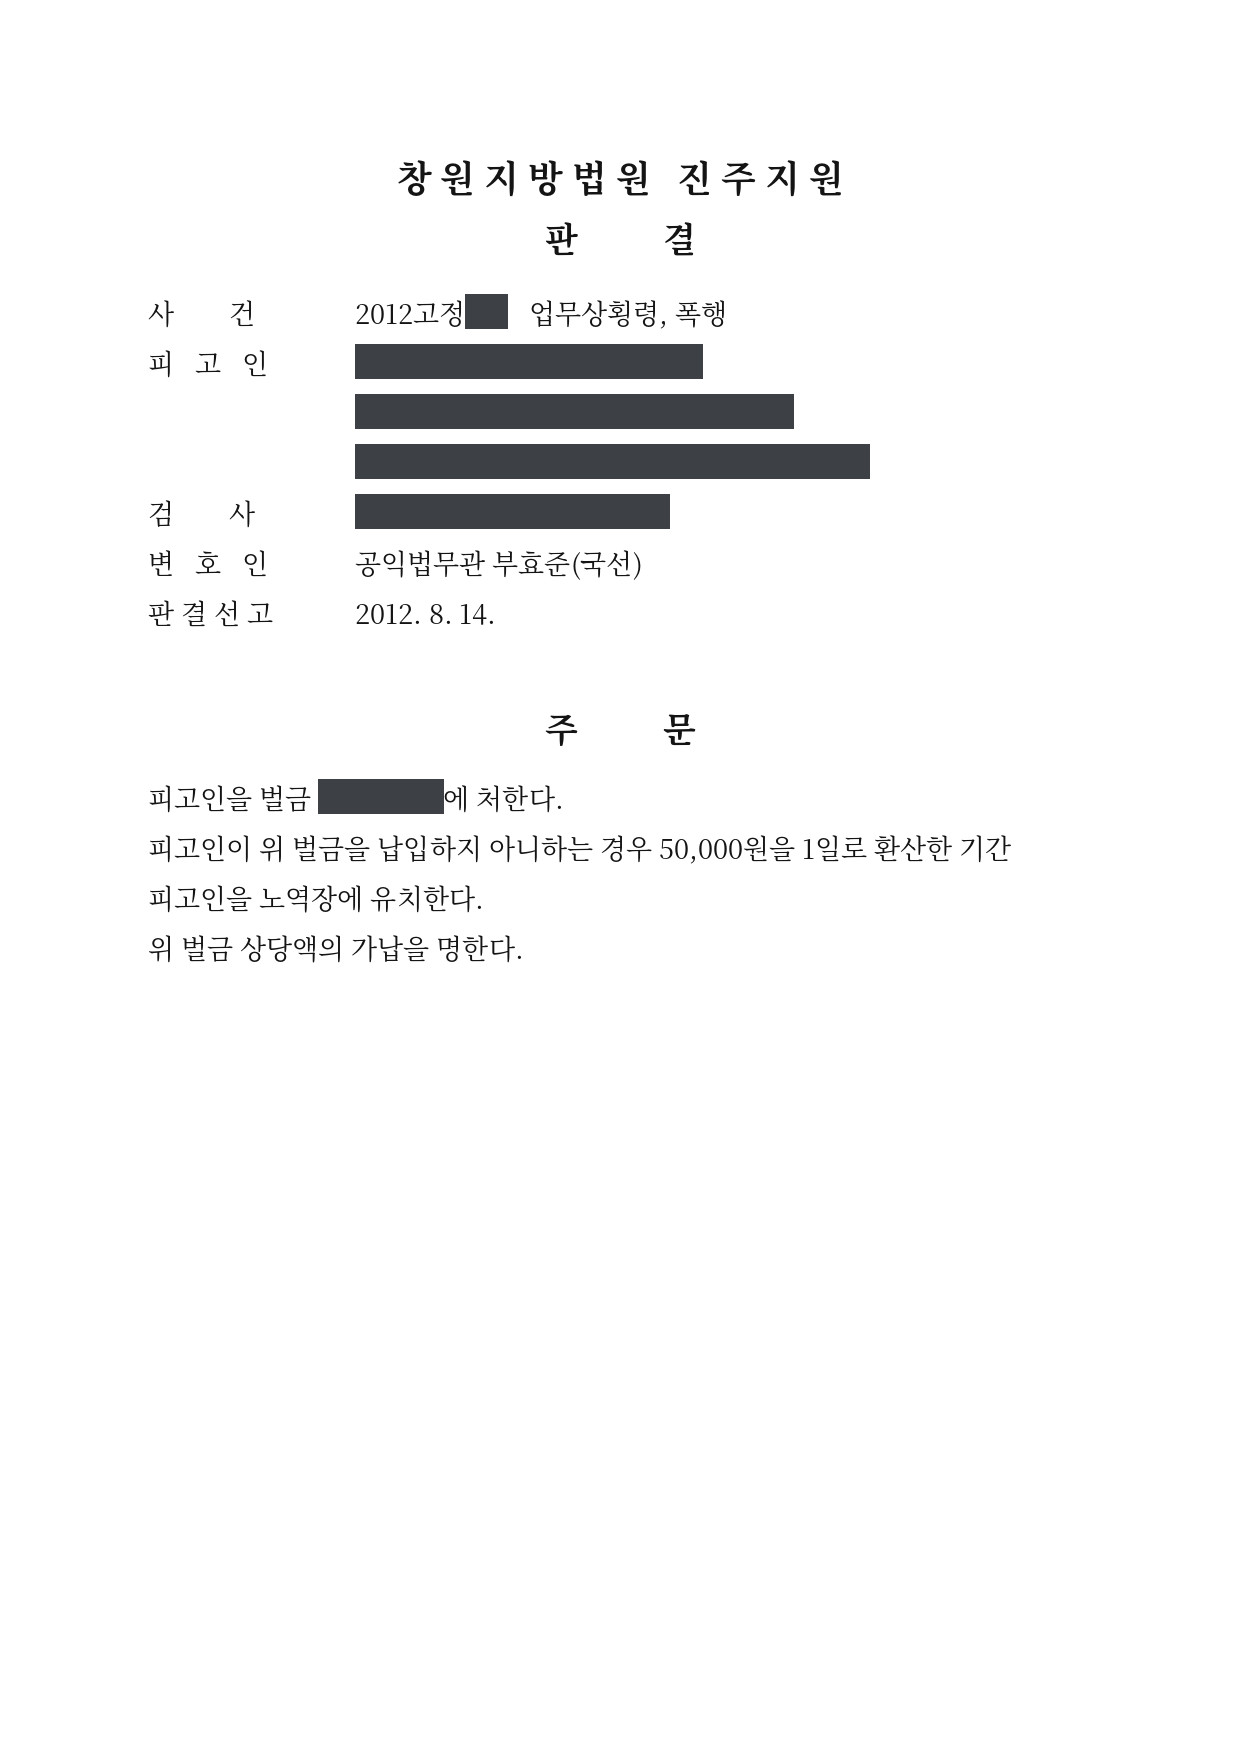 창원지방법원 진주지원
판 결
사 건 2012고정 업무상횡령, 폭행
피 고 인
검 사
변 호 인 공익법무관 부효준(국선)
판결선고 2012. 8. 14.
주 문
피고인을 벌금 에 처한다.
피고인이 위 벌금을 납입하지 아니하는 경우 50,000원을 1일로 환산한 기간
피고인을 노역장에 유치한다.
위 벌금 상당액의 가납을 명한다.